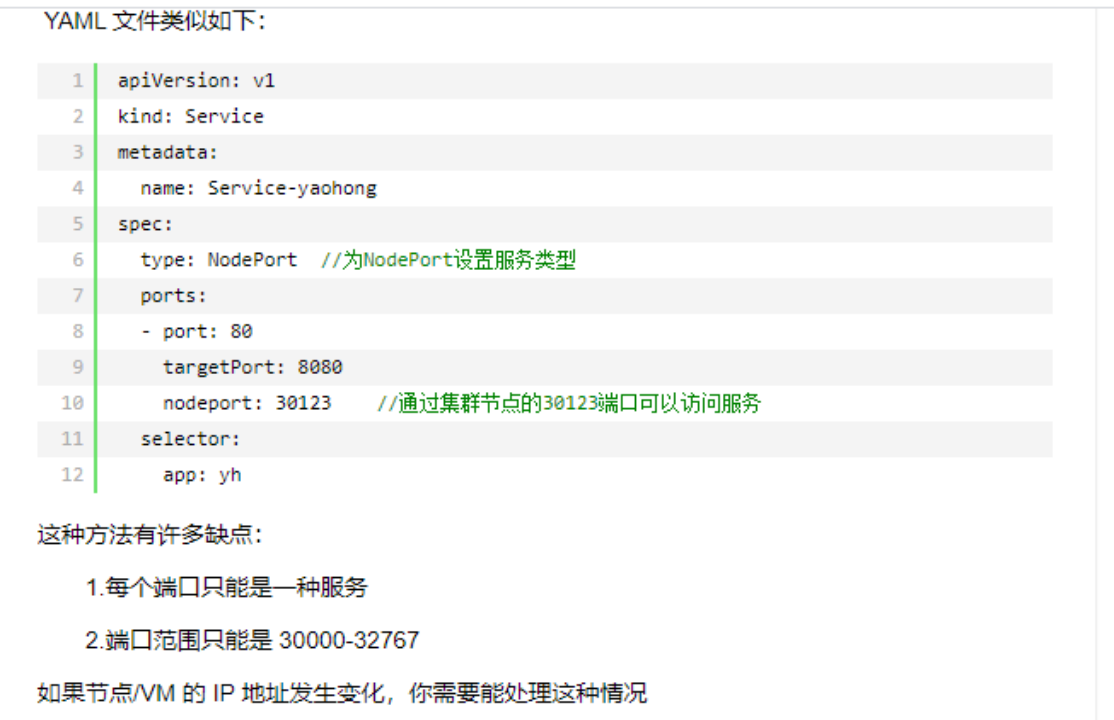 YAML 文件类似如下：
1 apiVersion: v1
2 kind: Service
3 metadata:
4   name: Service-yaohong
5 spec:
6   type: NodePort  //为NodePort设置服务类型
7   ports:
8   - port: 80
9     targetPort: 8080
10     nodeport: 30123    //通过集群节点的30123端口可以访问服务
11   selector:
12     app: yh
这种方法有许多缺点：
1.每个端口只能是一种服务
2.端口范围只能是 30000-32767
如果节点/VM 的 IP 地址发生变化，你需要能处理这种情况